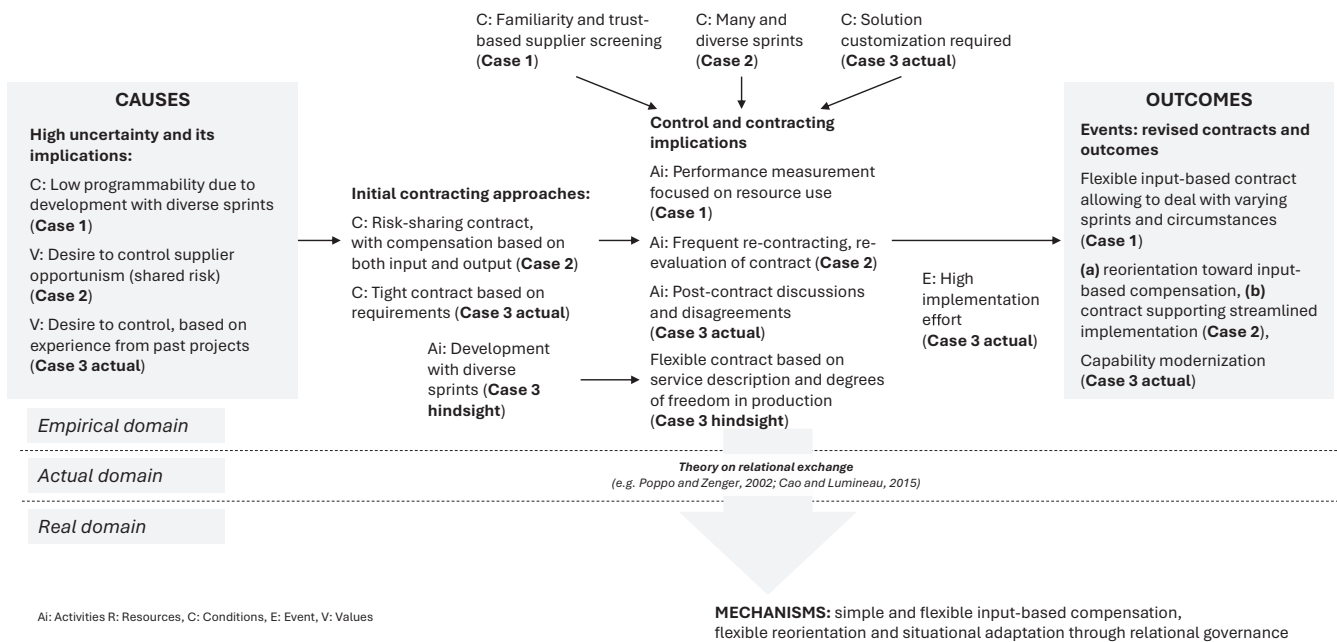 C: Familiarity and trust-
based supplier screening
(Case 1)
C: Many and
diverse sprints
(Case 2)
C: Solution
customization required
(Case 3 actual)
CAUSES
High uncertainty and its
implications:
C: Low programmability due to
development with diverse sprints
(Case 1)
V: Desire to control supplier
opportunism (shared risk)
(Case 2)
V: Desire to control, based on
experience from past projects
(Case 3 actual)
Initial contracting approaches:
C: Risk-sharing contract,
with compensation based on
both input and output (Case 2)
C: Tight contract based on
requirements (Case 3 actual)
Ai: Development
with diverse
sprints (Case 3
hindsight)
Control and contracting
implications
Ai: Performance measurement
focused on resource use
(Case 1)
Ai: Frequent re-contracting, re-
evaluation of contract (Case 2)
Ai: Post-contract discussions
and disagreements
(Case 3 actual)
Flexible contract based on
service description and degrees
of freedom in production
(Case 3 hindsight)
E: High
implementation
effort
(Case 3 actual)
OUTCOMES
Events: revised contracts and
outcomes
Flexible input-based contract
allowing to deal with varying
sprints and circumstances
(Case 1)
(a) reorientation toward input-
based compensation, (b)
contract supporting streamlined
implementation (Case 2),
Capability modernization
(Case 3 actual)
Empirical domain
Actual domain
Theory on relational exchange
(e.g. Poppo and Zenger, 2002; Cao and Lumineau, 2015)
Real domain
Ai: Activities R: Resources, C: Conditions, E: Event, V: Values
MECHANISMS: simple and flexible input-based compensation,
flexible reorientation and situational adaptation through relational governance